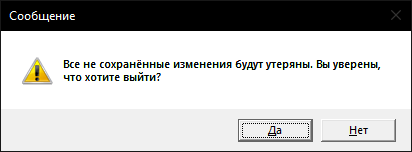 Сообщение
Все не сохранённые изменения будут утеряны. Вы уверены,
что хотите выйти?
Да
Нет